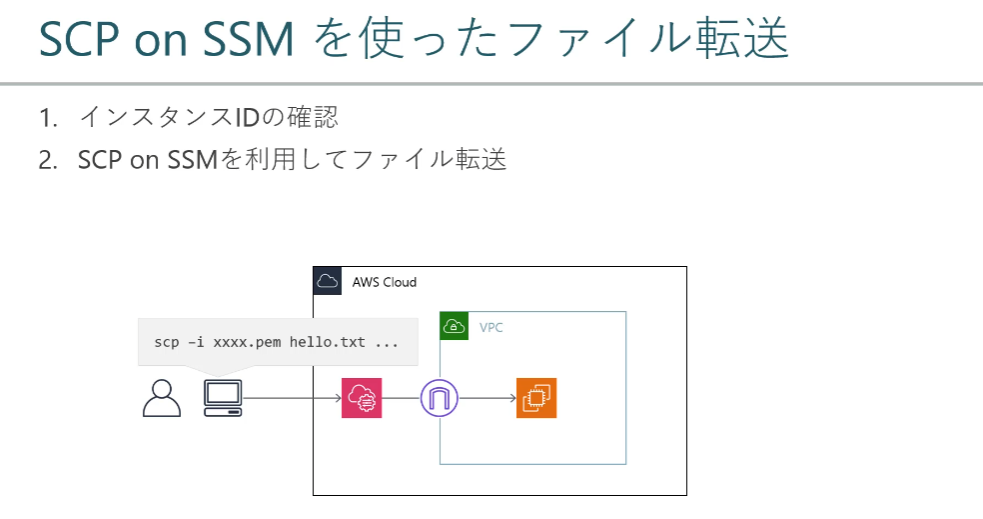 SCP on SSM を使ったファイル転送
1. インスタンスIDの確認
2. SCP on SSMを利用してファイル転送
AWS Cloud
VPC
scp -i xxxx.pem hello.txt ...